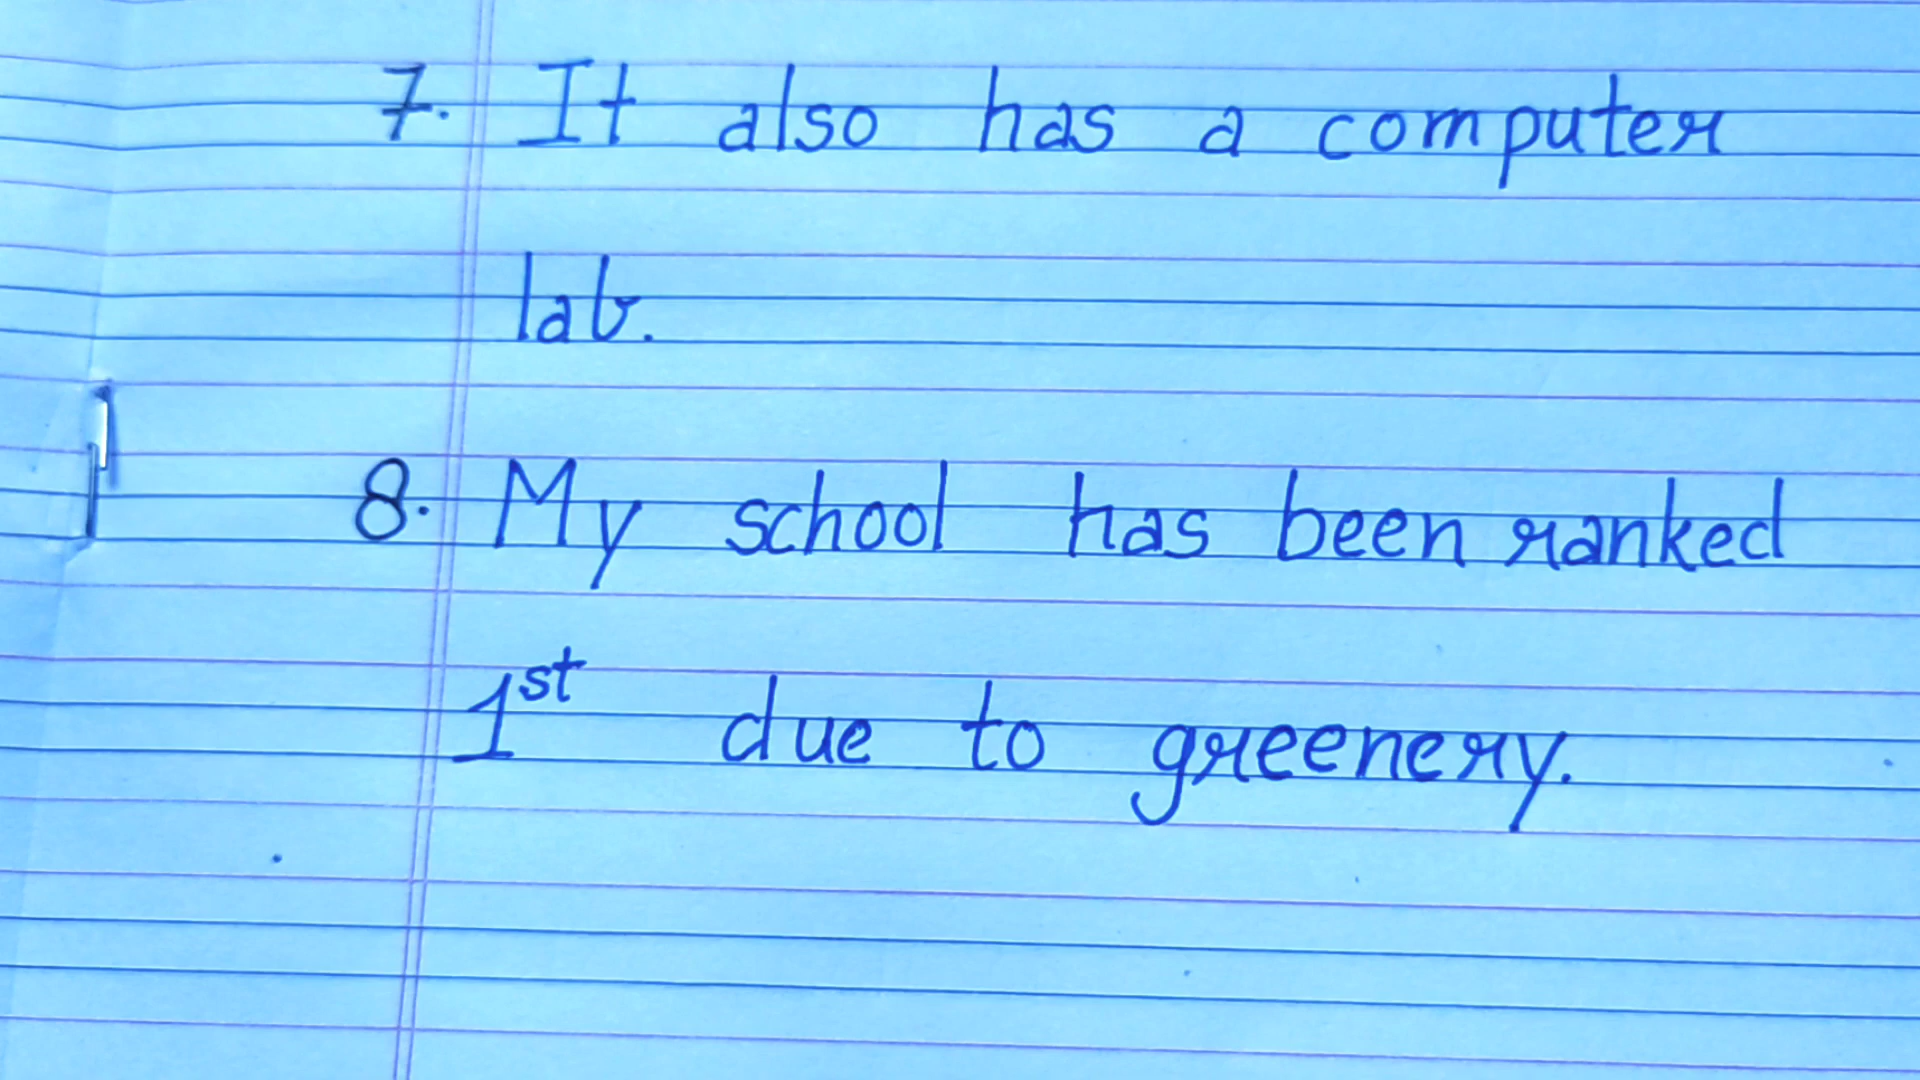 7. It also has a computer
lab.
8. My school has been ranked
1st due to greenery.